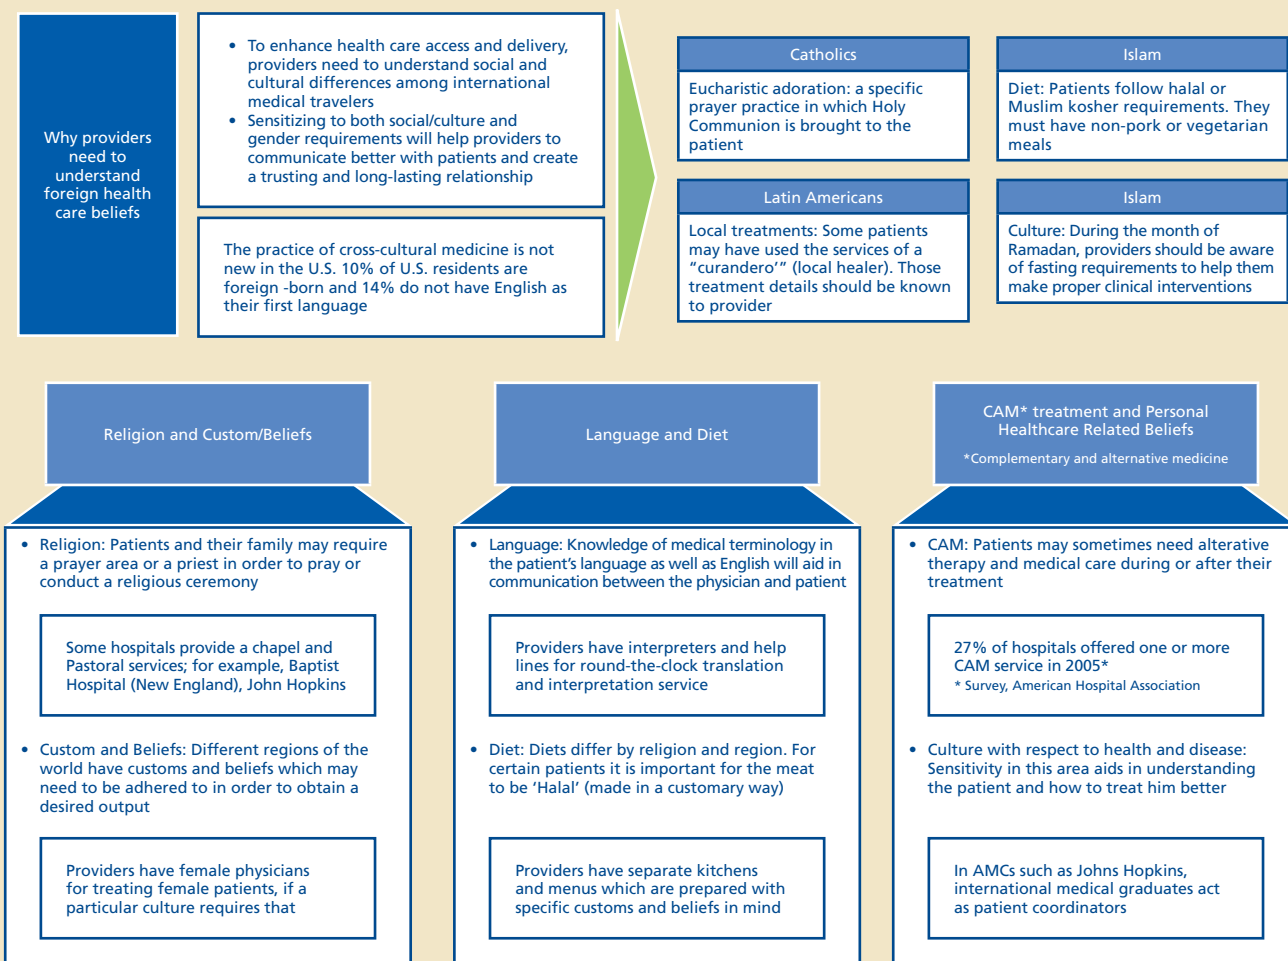 Why providers
need to
understand
foreign health
care beliefs
• To enhance health care access and delivery,
providers need to understand social and
cultural differences among international
medical travelers
• Sensitizing to both social/culture and
gender requirements will help providers to
communicate better with patients and create
a trusting and long-lasting relationship
The practice of cross-cultural medicine is not
new in the U.S. 10% of U.S. residents are
foreign -born and 14% do not have English as
their first language
Catholics
Eucharistic adoration: a specific
prayer practice in which Holy
Communion is brought to the
patient
Islam
Diet: Patients follow halal or
Muslim kosher requirements. They
must have non-pork or vegetarian
meals
Latin Americans
Local treatments: Some patients
may have used the services of a
“curandero’” (local healer). Those
treatment details should be known
to provider
Islam
Culture: During the month of
Ramadan, providers should be aware
of fasting requirements to help them
make proper clinical interventions
Religion and Custom/Beliefs
• Religion: Patients and their family may require
a prayer area or a priest in order to pray or
conduct a religious ceremony
Some hospitals provide a chapel and
Pastoral services; for example, Baptist
Hospital (New England), John Hopkins
• Custom and Beliefs: Different regions of the
world have customs and beliefs which may
need to be adhered to in order to obtain a
desired output
Providers have female physicians
for treating female patients, if a
particular culture requires that
Language and Diet
• Language: Knowledge of medical terminology in
the patient’s language as well as English will aid in
communication between the physician and patient
Providers have interpreters and help
lines for round-the-clock translation
and interpretation service
• Diet: Diets differ by religion and region. For
certain patients it is important for the meat
to be ‘Halal’ (made in a customary way)
Providers have separate kitchens
and menus which are prepared with
specific customs and beliefs in mind
CAM* treatment and Personal
Healthcare Related Beliefs
*Complementary and alternative medicine
• CAM: Patients may sometimes need alterative
therapy and medical care during or after their
treatment
27% of hospitals offered one or more
CAM service in 2005*
* Survey, American Hospital Association
• Culture with respect to health and disease:
Sensitivity in this area aids in understanding
the patient and how to treat him better
In AMCs such as Johns Hopkins,
international medical graduates act
as patient coordinators